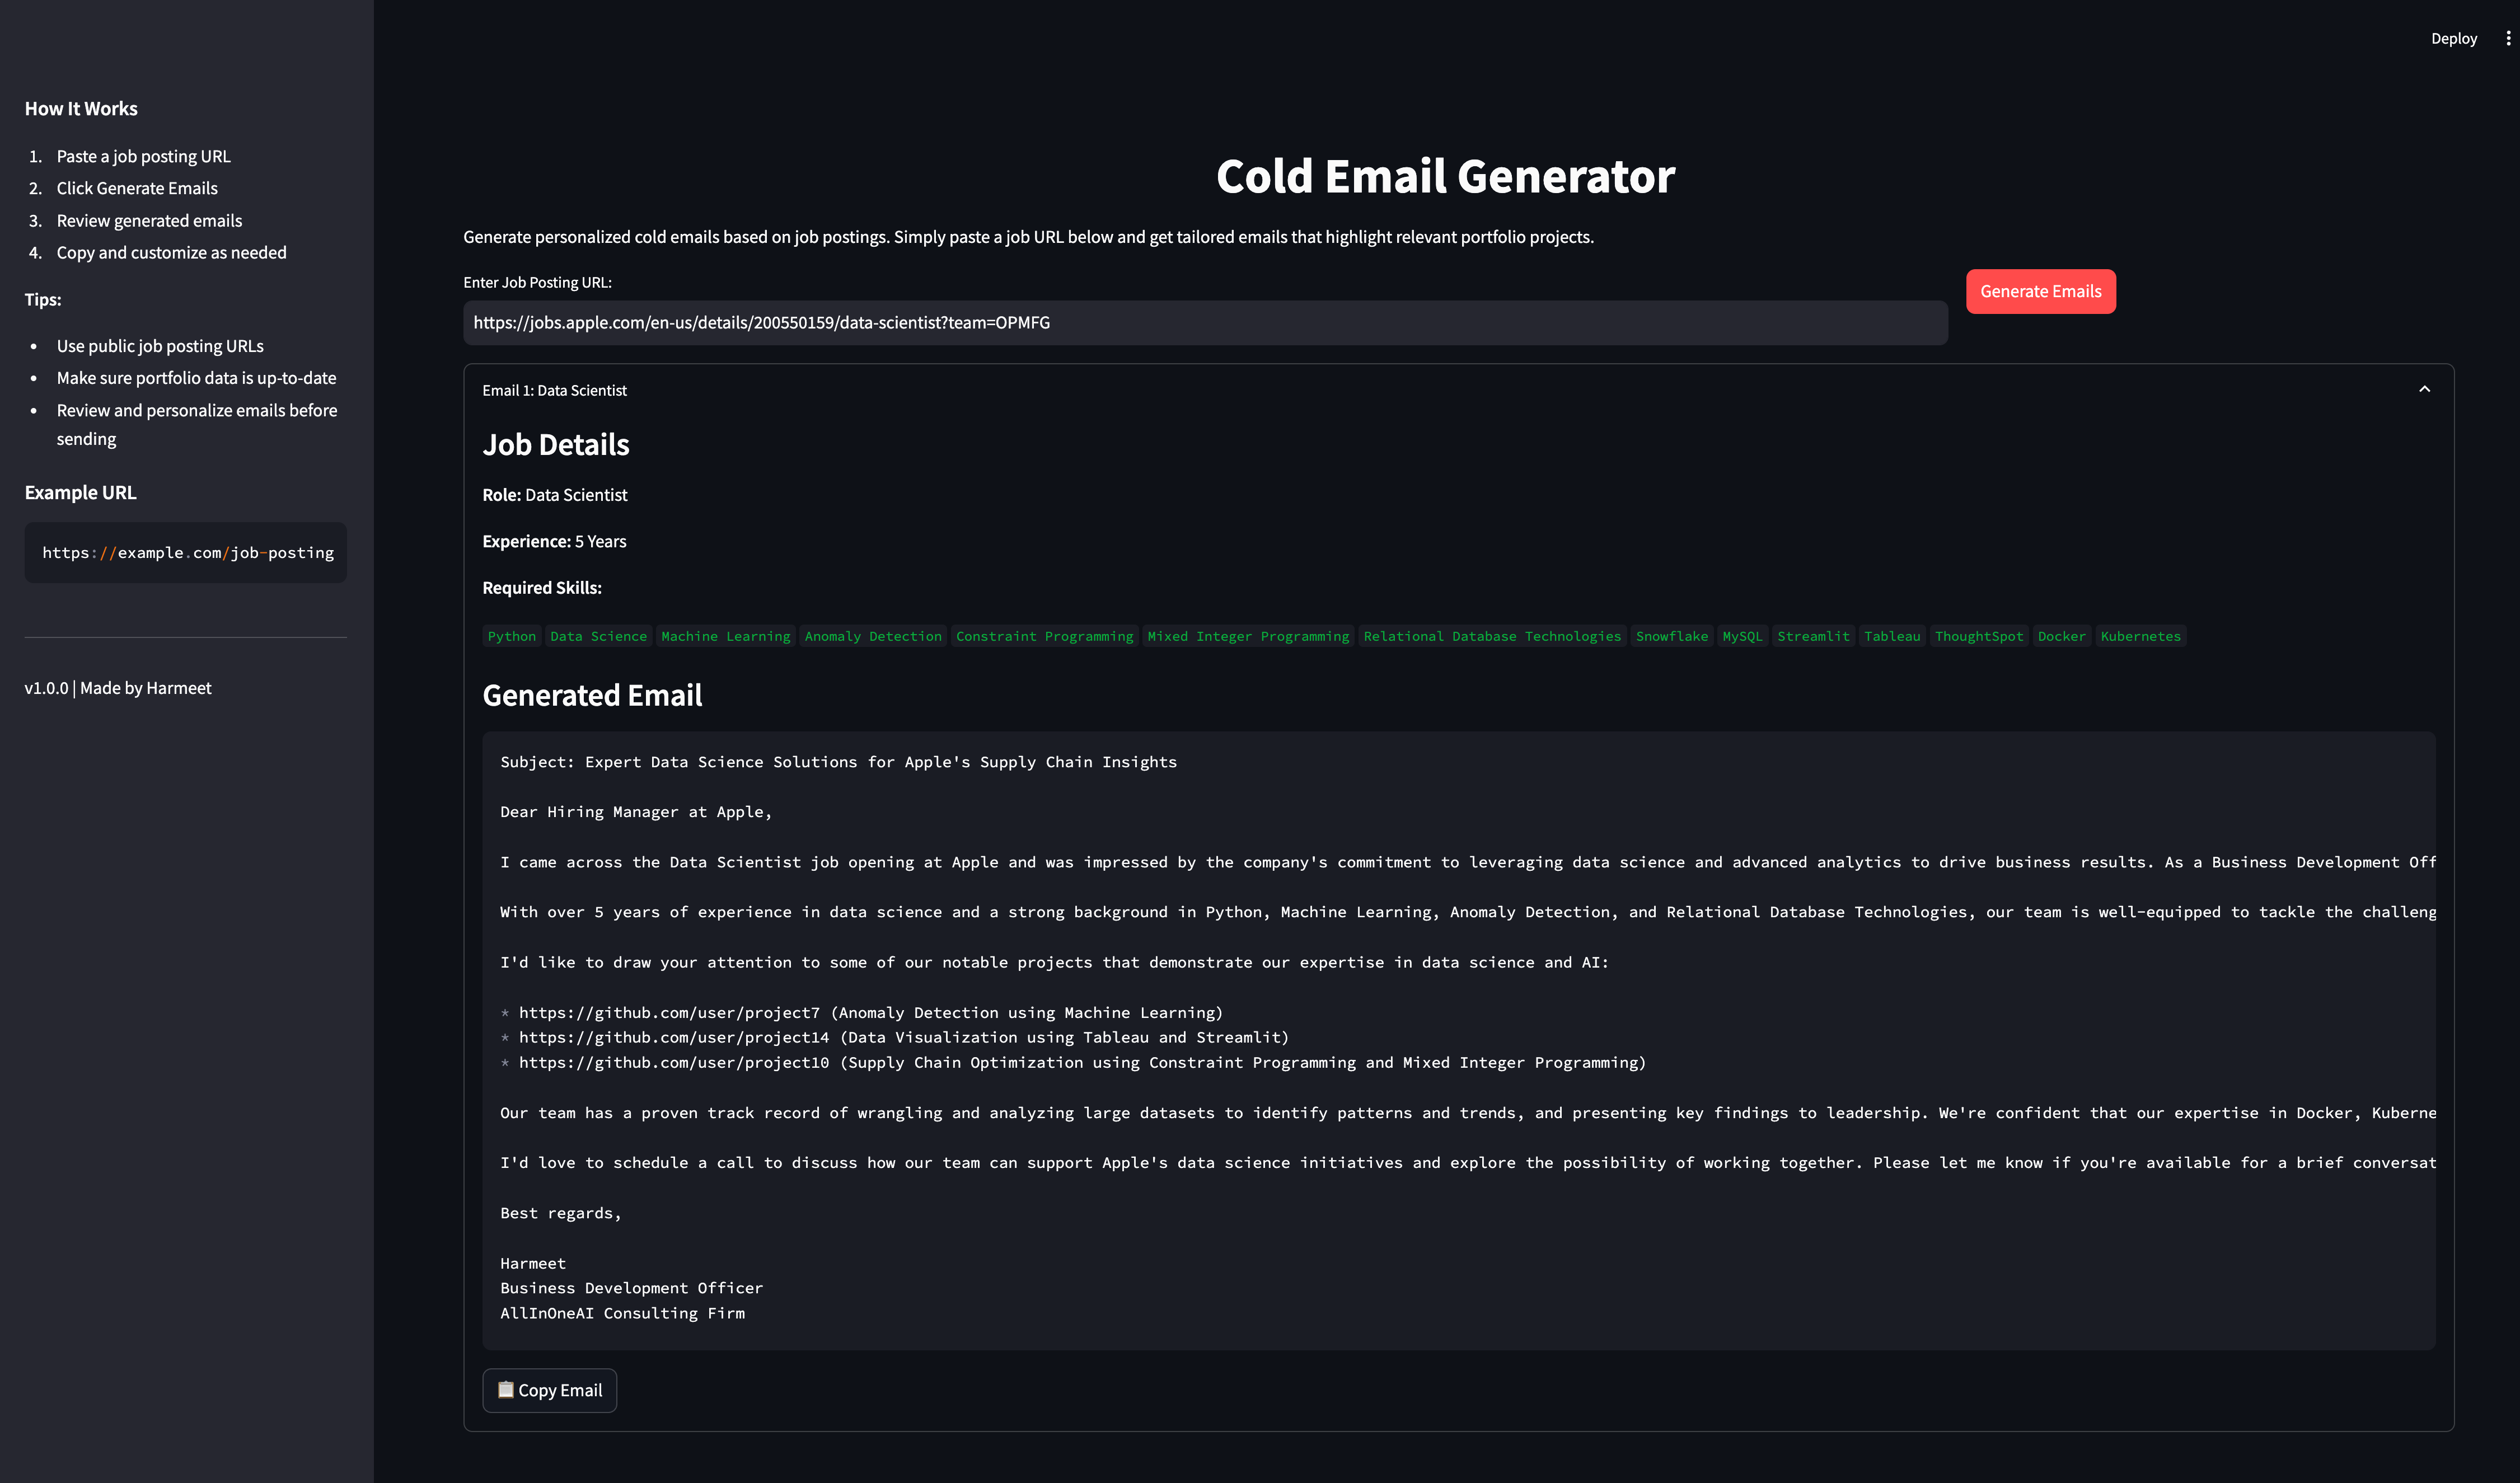 Deploy
How It Works
1. Paste a job posting URL
2. Click Generate Emails
3. Review generated emails
4. Copy and customize as needed
Tips:
• Use public job posting URLs
• Make sure portfolio data is up-to-date
• Review and personalize emails before
sending
Example URL
https://example.com/job-posting
v1.0.0 | Made by Harmeet
Cold Email Generator
Generate personalized cold emails based on job postings. Simply paste a job URL below and get tailored emails that highlight relevant portfolio projects.
Enter Job Posting URL:
https://jobs.apple.com/en-us/details/200550159/data-scientist?team=OPMFG
Generate Emails
Email 1: Data Scientist
Job Details
Role: Data Scientist
Experience: 5 Years
Required Skills:
Python Data Science Machine Learning Anomaly Detection Constraint Programming Mixed Integer Programming Relational Database Technologies Snowflake MySQL Streamlit Tableau ThoughtSpot Docker Kubernetes
Generated Email
Subject: Expert Data Science Solutions for Apple's Supply Chain Insights
Dear Hiring Manager at Apple,
I came across the Data Scientist job opening at Apple and was impressed by the company's commitment to leveraging data science and advanced analytics to drive business results. As a Business Development Off
With over 5 years of experience in data science and a strong background in Python, Machine Learning, Anomaly Detection, and Relational Database Technologies, our team is well-equipped to tackle the challeng
I'd like to draw your attention to some of our notable projects that demonstrate our expertise in data science and AI:
* https://github.com/user/project7 (Anomaly Detection using Machine Learning)
* https://github.com/user/project14 (Data Visualization using Tableau and Streamlit)
* https://github.com/user/project10 (Supply Chain Optimization using Constraint Programming and Mixed Integer Programming)
Our team has a proven track record of wrangling and analyzing large datasets to identify patterns and trends, and presenting key findings to leadership. We're confident that our expertise in Docker, Kuberne
I'd love to schedule a call to discuss how our team can support Apple's data science initiatives and explore the possibility of working together. Please let me know if you're available for a brief conversat
Best regards,
Harmeet
Business Development Officer
AllInOneAI Consulting Firm
Copy Email